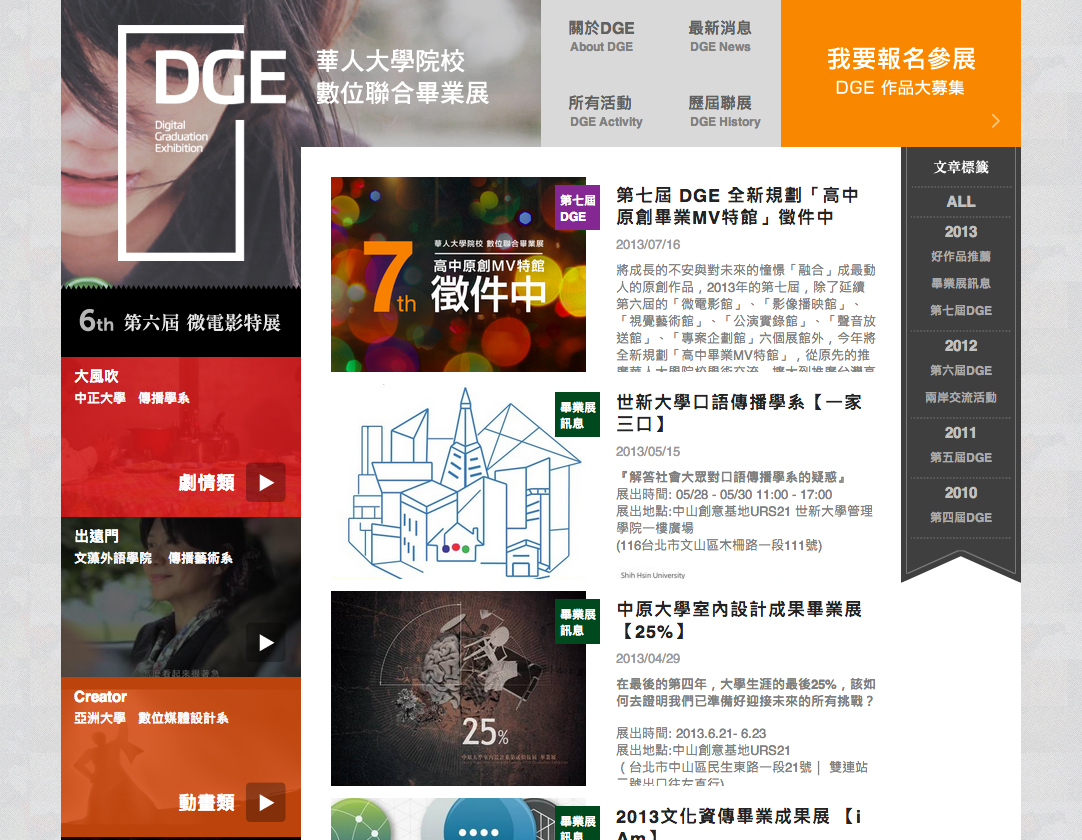 DGE
Digital
Graduation
Exhibition
華人大學院校
數位聯合畢業展
關於DGE
About DGE
最新消息
DGE News
所有活動
DGE Activity
歷屆聯展
DGE History
我要報名參展
DGE 作品大募集
6th 第六屆 微電影特展
大風吹
中正大學 傳播學系
劇情類
出遠門
文藻外語學院 傳播藝術系
Creator
亞洲大學 數位媒體設計系
動畫類
7th
華人大學院校 數位聯合畢業展
高中原創MV特館
徵件中
第七屆
DGE
第七屆 DGE 全新規劃「高中
原創畢業MV特館」徵件中
2013/07/16
將成長的不安與對未來的憧憬「融合」成最動
人的原創作品，2013年的第七屆，除了延續
第六屆的「微電影館」、「影像播映館」、
「視覺藝術館」、「公演實錄館」、「聲音放
送館」、「專案企劃館」六個展館外，今年將
全新規劃「高中畢業MV特館」，從原先的推
廣華人大學院校學術交流，擴大到推廣台灣高
畢業展
訊息
世新大學口語傳播學系【一家
三口】
2013/05/15
『解答社會大眾對口語傳播學系的疑惑』
展出時間: 05/28 - 05/30 11:00 - 17:00
展出地點:中山創意基地URS21 世新大學管理
學院一樓廣場
(116台北市文山區木柵路一段111號)
Shih Hsin University
25%
畢業展
訊息
中原大學室內設計成果畢業展
【25%】
2013/04/29
在最後的第四年，大學生涯的最後25%，該如
何去證明我們已準備好迎接未來的所有挑戰？
展出時間: 2013.6.21- 6.23
展出地點:中山創意基地URS21
（台北市中山區民生東路一段21號｜ 雙連站
二號出口往右直行)
畢業展
訊息
2013文化資傳畢業成果展 【i
Am】
文章標籤
ALL
2013
好作品推薦
畢業展訊息
第七屆DGE
2012
第六屆DGE
兩岸交流活動
2011
第五屆DGE
2010
第四屆DGE